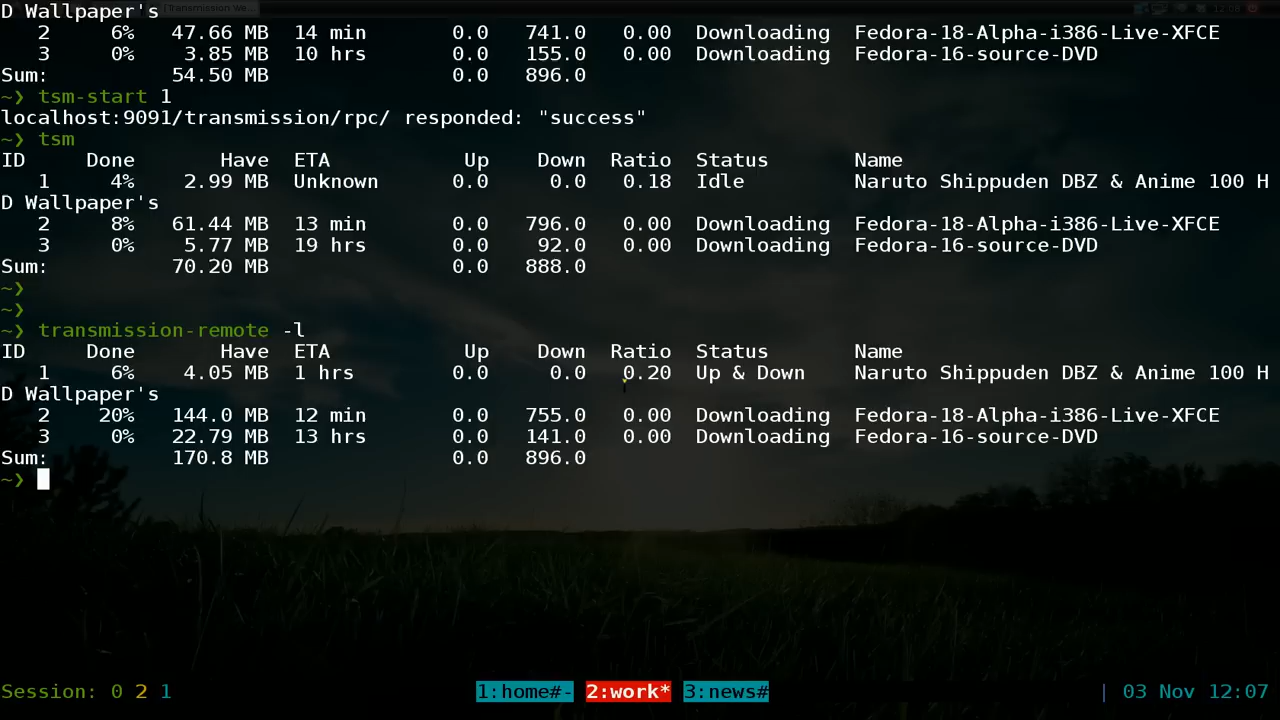 Transmission We...
12:08
D Wallpaper's
2 6% 47.66 MB 14 min 0.0 741.0 0.00 Downloading Fedora-18-Alpha-i386-Live-XFCE
3 0% 3.85 MB 10 hrs 0.0 155.0 0.00 Downloading Fedora-16-source-DVD
Sum: 54.50 MB 0.0 896.0
~❯ tsm-start 1
localhost:9091/transmission/rpc/ responded: "success"
~❯ tsm
ID Done Have ETA Up Down Ratio Status Name
1 4% 2.99 MB Unknown 0.0 0.0 0.18 Idle Naruto Shippuden DBZ & Anime 100 H
D Wallpaper's
2 8% 61.44 MB 13 min 0.0 796.0 0.00 Downloading Fedora-18-Alpha-i386-Live-XFCE
3 0% 5.77 MB 19 hrs 0.0 92.0 0.00 Downloading Fedora-16-source-DVD
Sum: 70.20 MB 0.0 888.0
~❯
~❯
~❯ transmission-remote -l
ID Done Have ETA Up Down Ratio Status Name
1 6% 4.05 MB 1 hrs 0.0 0.0 0.20 Up & Down Naruto Shippuden DBZ & Anime 100 H
D Wallpaper's
2 20% 144.0 MB 12 min 0.0 755.0 0.00 Downloading Fedora-18-Alpha-i386-Live-XFCE
3 0% 22.79 MB 13 hrs 0.0 141.0 0.00 Downloading Fedora-16-source-DVD
Sum: 170.8 MB 0.0 896.0
~❯
Session: 0 2 1 1:home#- 2:work* 3:news# | 03 Nov 12:07